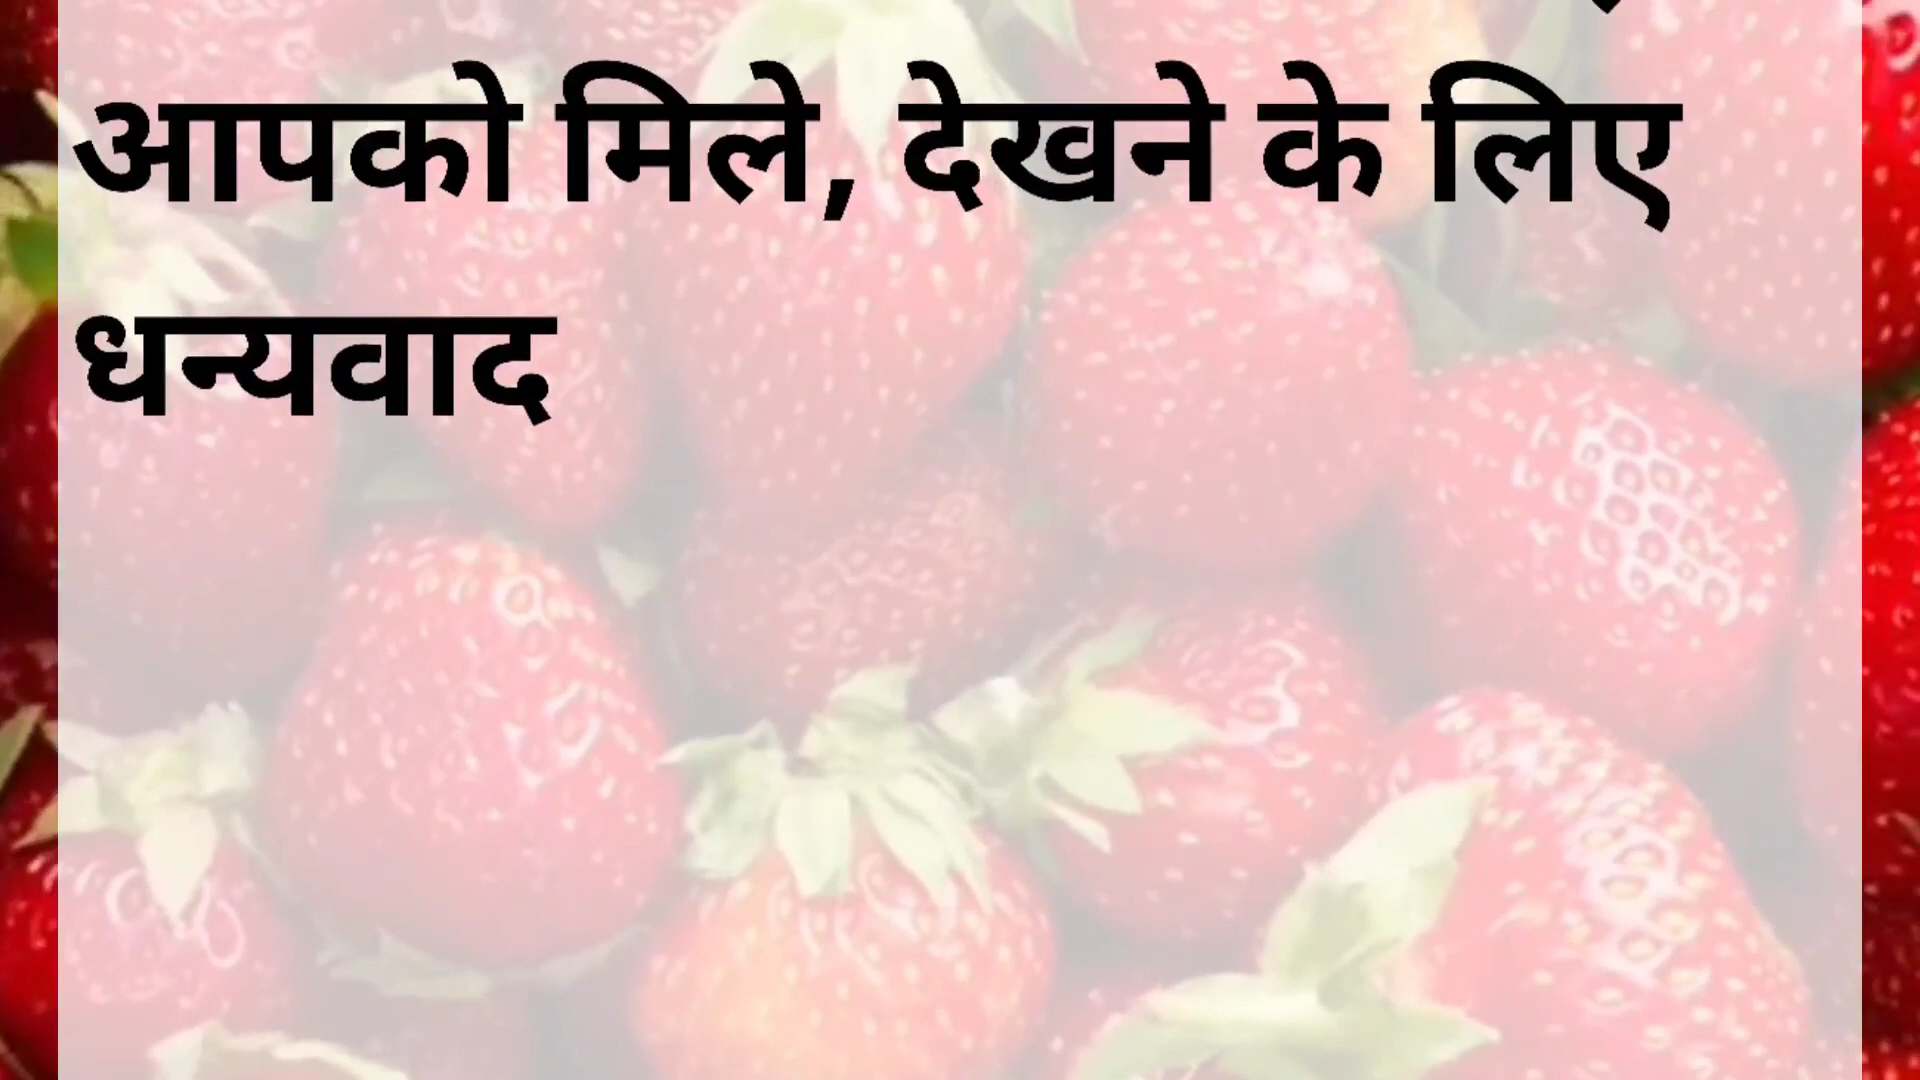 आपको मिले, देखने के लिए
धन्यवाद